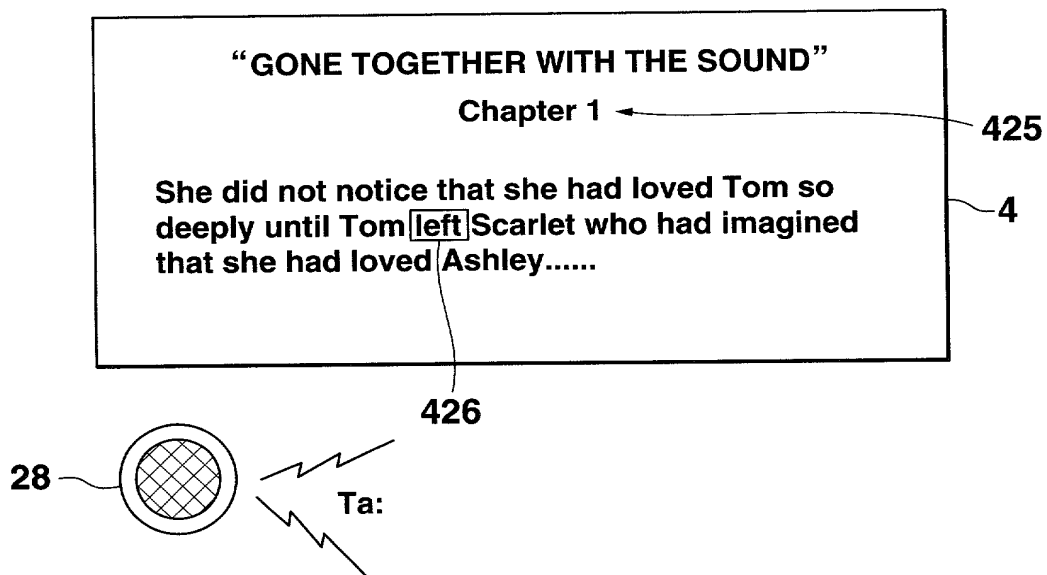 “GONE TOGETHER WITH THE SOUND”
Chapter 1
425
She did not notice that she had loved Tom so
deeply until Tom left Scarlet who had imagined
that she had loved Ashley......
4
426
28
Ta: